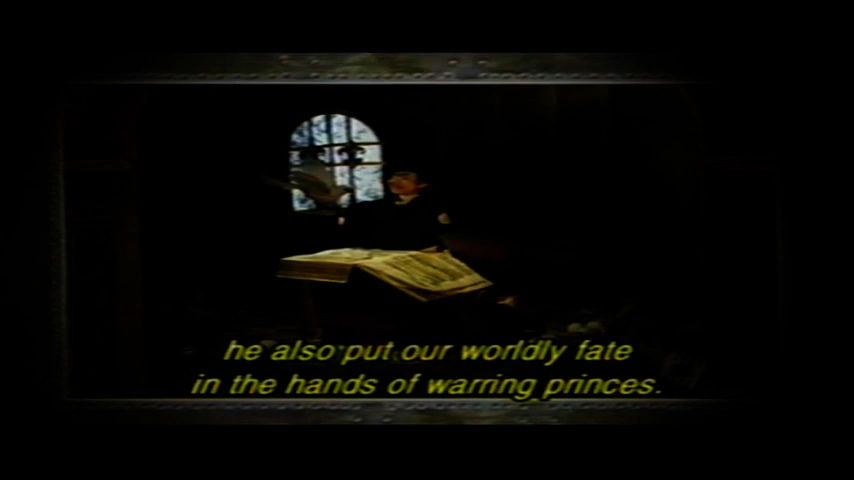 he also put our worldly fate
in the hands of warring princes.